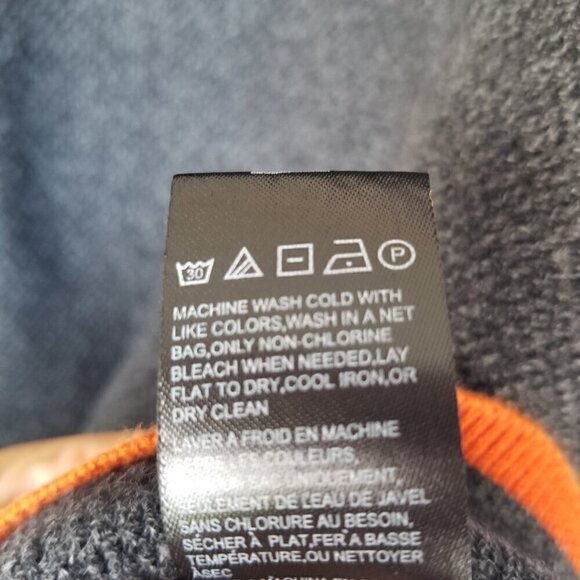 30
P
MACHINE WASH COLD WITH
LIKE COLORS,WASH IN A NET
BAG,ONLY NON-CHLORINE
BLEACH WHEN NEEDED,LAY
FLAT TO DRY,COOL IRON,OR
DRY CLEAN
LAVER A FROID EN MACHINE
COULEURS,
UNIQUEMENT,
SEULEMENT DE L'EAU DE JAVEL
SANS CHLORURE AU BESOIN,
SÉCHER À PLAT,FER A BASSE
TEMPÉRATURE,OU NETTOYER
ÀSEC